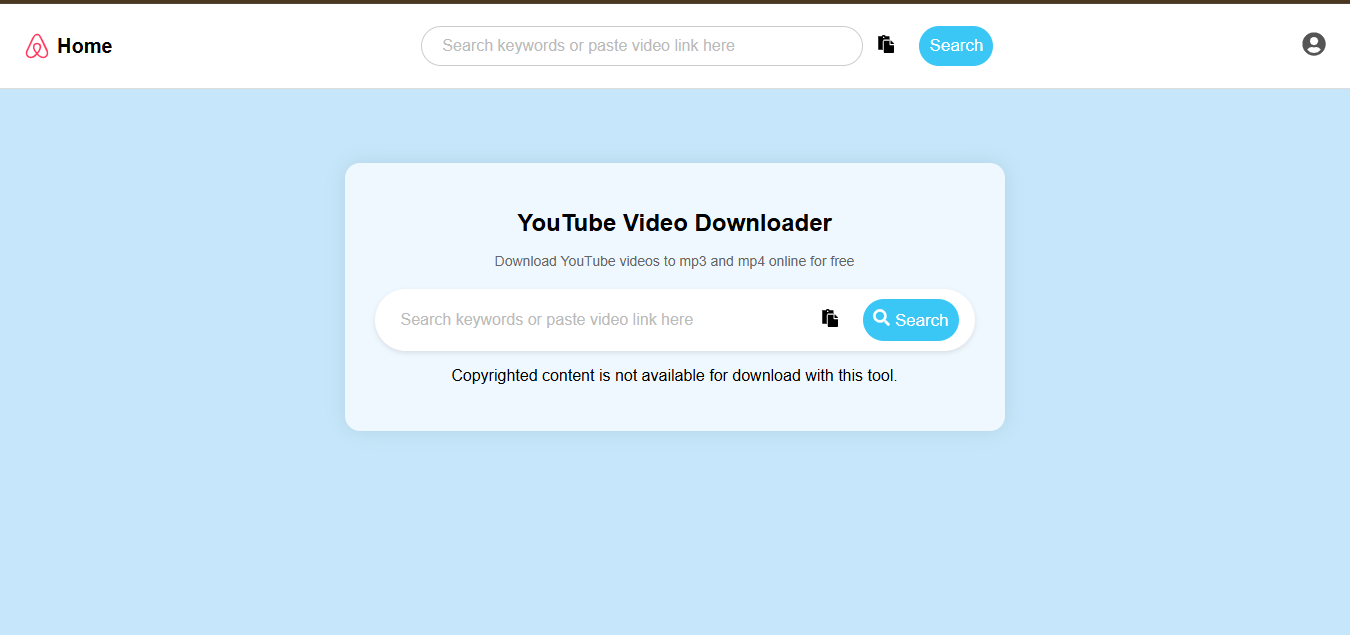 Home
Search keywords or paste video link here
Search
YouTube Video Downloader
Download YouTube videos to mp3 and mp4 online for free
Search keywords or paste video link here
Search
Copyrighted content is not available for download with this tool.